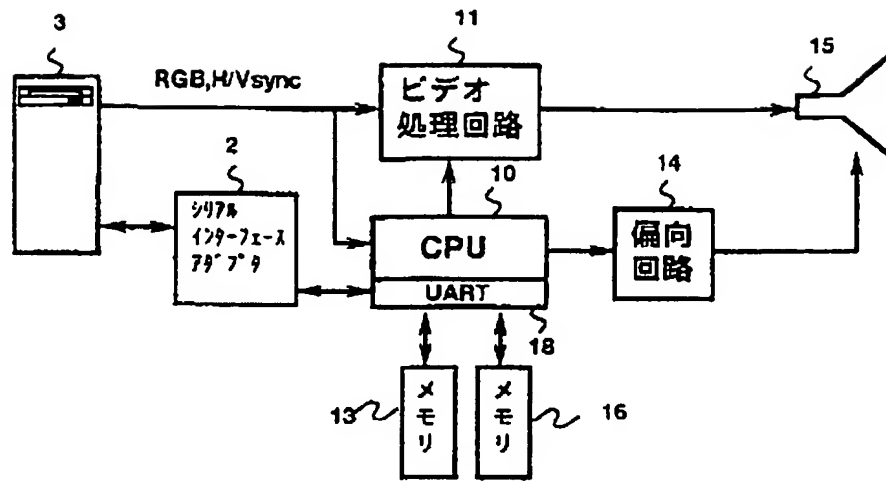 3
RGB,H/Vsync
11
ビデオ
処理回路
15
2
シリアル
インターフェース
アダプタ
10
CPU
UART
18
14
偏向
回路
13
メモリ
メモリ
16